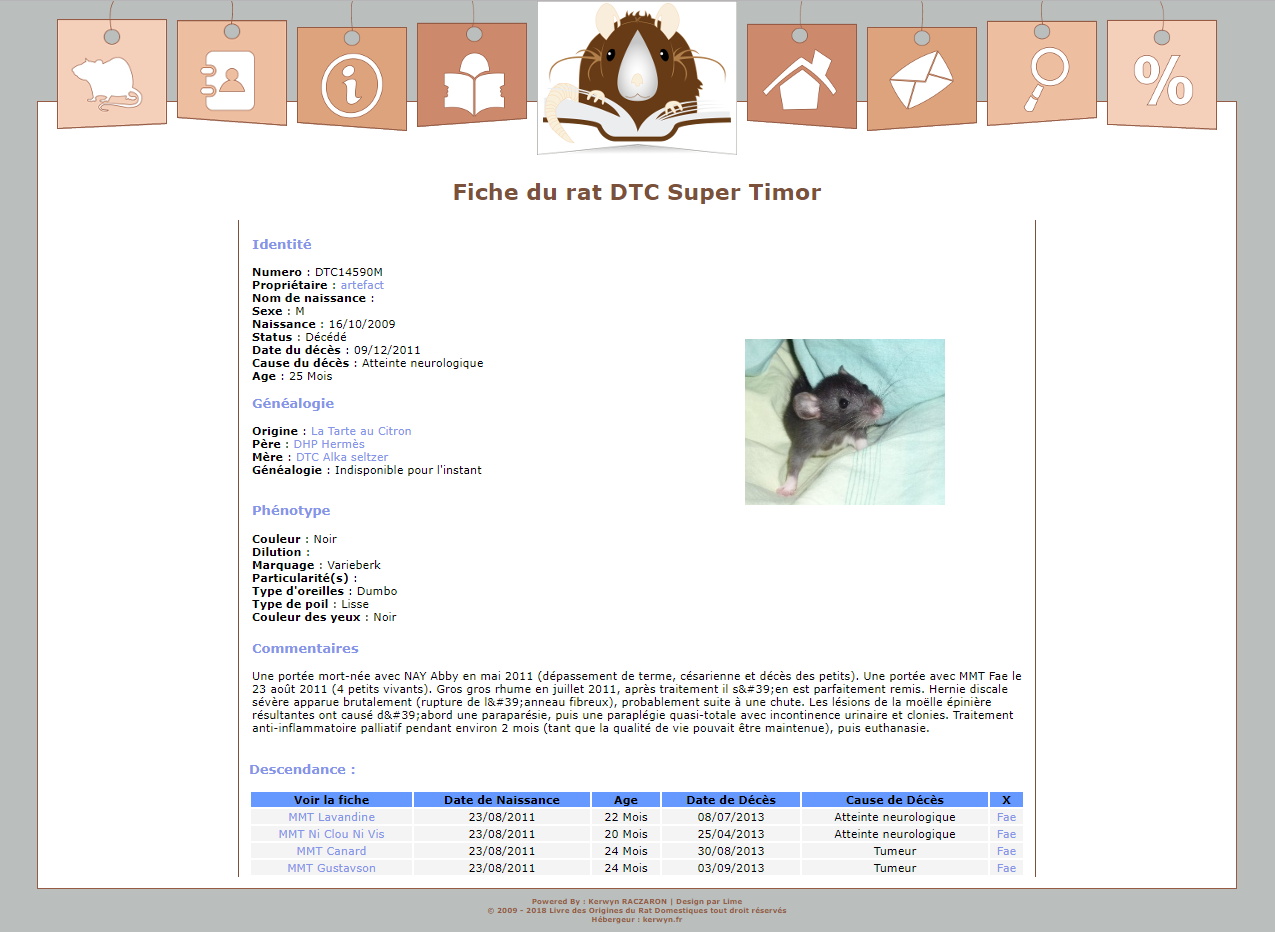 %
Fiche du rat DTC Super Timor
Identité
Numero : DTC14590M
Propriétaire : artefact
Nom de naissance :
Sexe : M
Naissance : 16/10/2009
Status : Décédé
Date du décès : 09/12/2011
Cause du décès : Atteinte neurologique
Age : 25 Mois
Généalogie
Origine : La Tarte au Citron
Père : DHP Hermès
Mère : DTC Alka seltzer
Généalogie : Indisponible pour l'instant
Phénotype
Couleur : Noir
Dilution :
Marquage : Varieberk
Particularité(s) :
Type d'oreilles : Dumbo
Type de poil : Lisse
Couleur des yeux : Noir
Commentaires
Une portée mort-née avec NAY Abby en mai 2011 (dépassement de terme, césarienne et décès des petits). Une portée avec MMT Fae le
23 août 2011 (4 petits vivants). Gros gros rhume en juillet 2011, après traitement il s&#39;en est parfaitement remis. Hernie discale
sévère apparue brutalement (rupture de l&#39;anneau fibreux), probablement suite à une chute. Les lésions de la moëlle épinière
résultantes ont causé d&#39;abord une paraparésie, puis une paraplégie quasi-totale avec incontinence urinaire et clonies. Traitement
anti-inflammatoire palliatif pendant environ 2 mois (tant que la qualité de vie pouvait être maintenue), puis euthanasie.
Descendance :
Voir la fiche Date de Naissance Age Date de Décès Cause de Décès X
MMT Lavandine 23/08/2011 22 Mois 08/07/2013 Atteinte neurologique Fae
MMT Ni Clou Ni Vis 23/08/2011 20 Mois 25/04/2013 Atteinte neurologique Fae
MMT Canard 23/08/2011 24 Mois 30/08/2013 Tumeur Fae
MMT Gustavson 23/08/2011 24 Mois 03/09/2013 Tumeur Fae
Powered By : Kerwyn RACZARON | Design par Lime
© 2009 - 2018 Livre des Origines du Rat Domestiques tout droit réservés
Hébergeur : kerwyn.fr